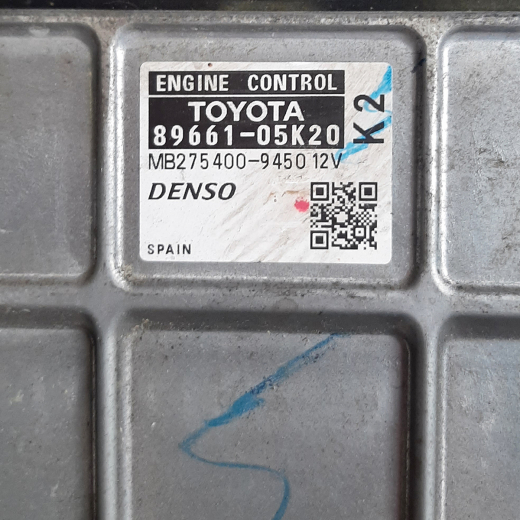 ENGINE CONTROL
TOYOTA
89661-05K20
K2
MB275400-9450 12V
DENSO
SPAIN